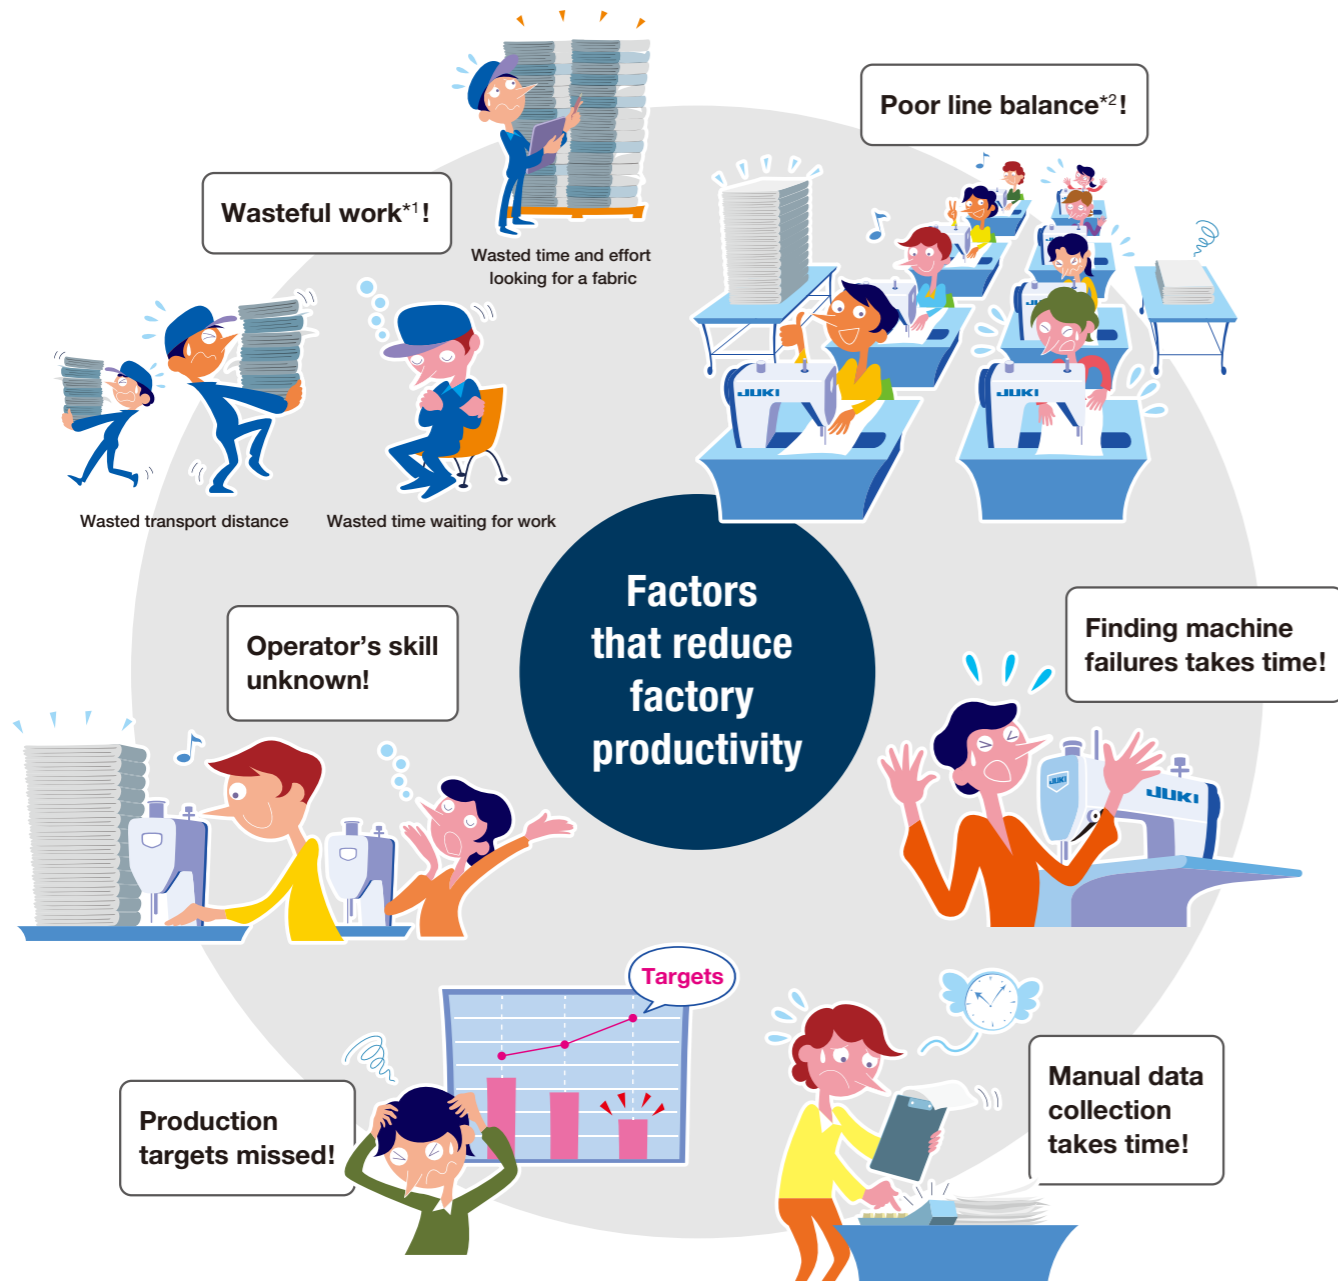 Poor line balance*2!
Wasteful work*1!
Wasted time and effort
looking for a fabric
JUKI
JUKI
Wasted transport distance
Wasted time waiting for work
Factors
that reduce
factory
productivity
Operator's skill
unknown!
Finding machine
failures takes time!
JUKI
JUKI
Targets
Production
targets missed!
Manual data
collection
takes time!